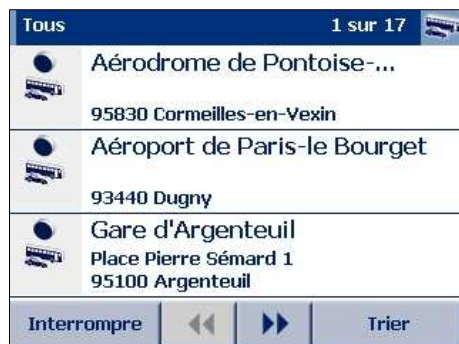 Tous 1 sur 17
Aérodrome de Pontoise-...
95830 Cormeilles-en-Vexin
Aéroport de Paris-le Bourget
93440 Dugny
Gare d'Argenteuil
Place Pierre Sémard 1
95100 Argenteuil
Interrompre Trier